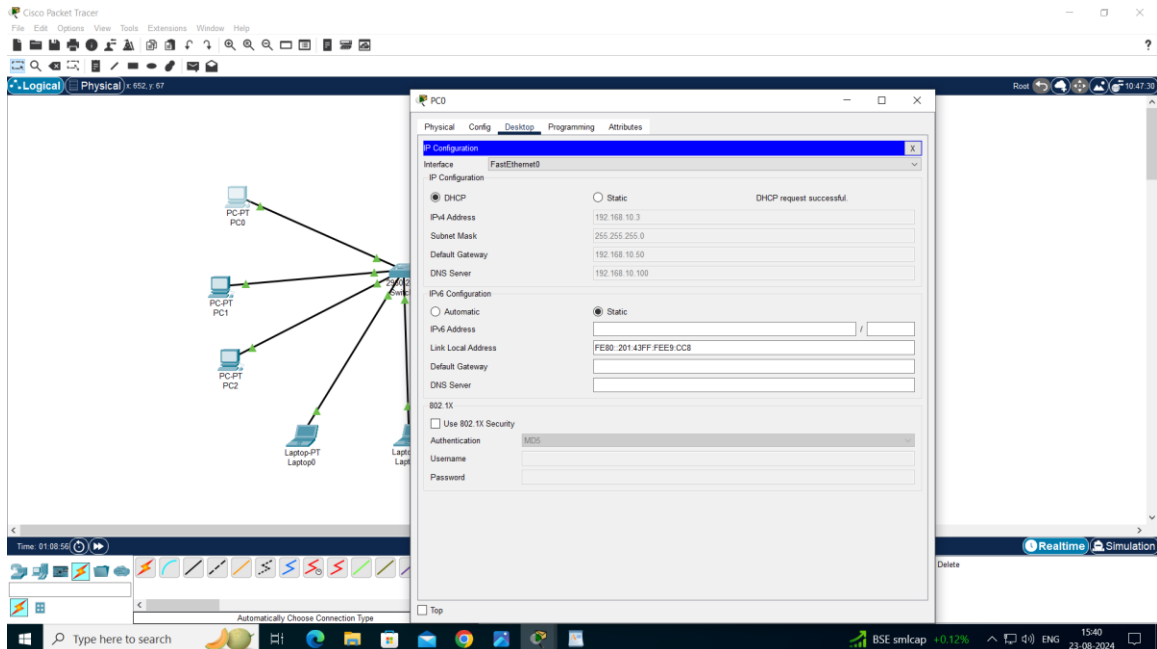 Cisco Packet Tracer
File Edit Options View Tools Extensions Window Help
?
Logical Physical x: 652, y: 67
Root 10:47:30
PC0
Physical Config Desktop Programming Attributes
IP Configuration
X
Interface FastEthernet0
IP Configuration
DHCP Static DHCP request successful.
IPv4 Address 192.168.10.3
Subnet Mask 255.255.255.0
Default Gateway 192.168.10.50
DNS Server 192.168.10.100
IPv6 Configuration
Automatic Static
IPv6 Address /
Link Local Address FE80::201:43FF:FEE9:CC8
Default Gateway
DNS Server
802.1X
Use 802.1X Security
Authentication MD5
Username
Password
Top
PC-PT
PC0
PC-PT
PC1
PC-PT
PC2
Laptop-PT
Laptop0
Time: 01:08:56
Realtime Simulation
Delete
Automatically Choose Connection Type
Type here to search
BSE smlcap +0.12%
ENG
15:40
23-08-2024